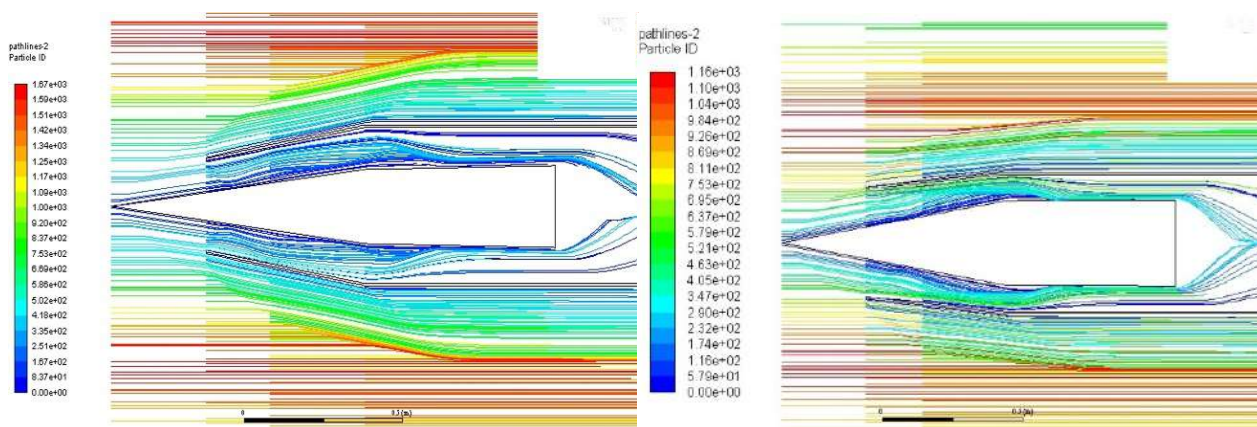 pathlines-2
Particle ID
1.67e+03
1.59e+03
1.51e+03
1.42e+03
1.34e+03
1.25e+03
1.17e+03
1.09e+03
1.00e+03
9.20e+02
8.37e+02
7.53e+02
6.69e+02
5.86e+02
5.02e+02
4.18e+02
3.35e+02
2.51e+02
1.67e+02
8.37e+01
0.00e+00
0
0.3 (m)
pathlines-2
Particle ID
1.16e+03
1.10e+03
1.04e+03
9.84e+02
9.26e+02
8.69e+02
8.11e+02
7.53e+02
6.95e+02
6.37e+02
5.79e+02
5.21e+02
4.63e+02
4.05e+02
3.47e+02
2.90e+02
2.32e+02
1.74e+02
1.16e+02
5.79e+01
0.00e+00
0
0.3 (m)